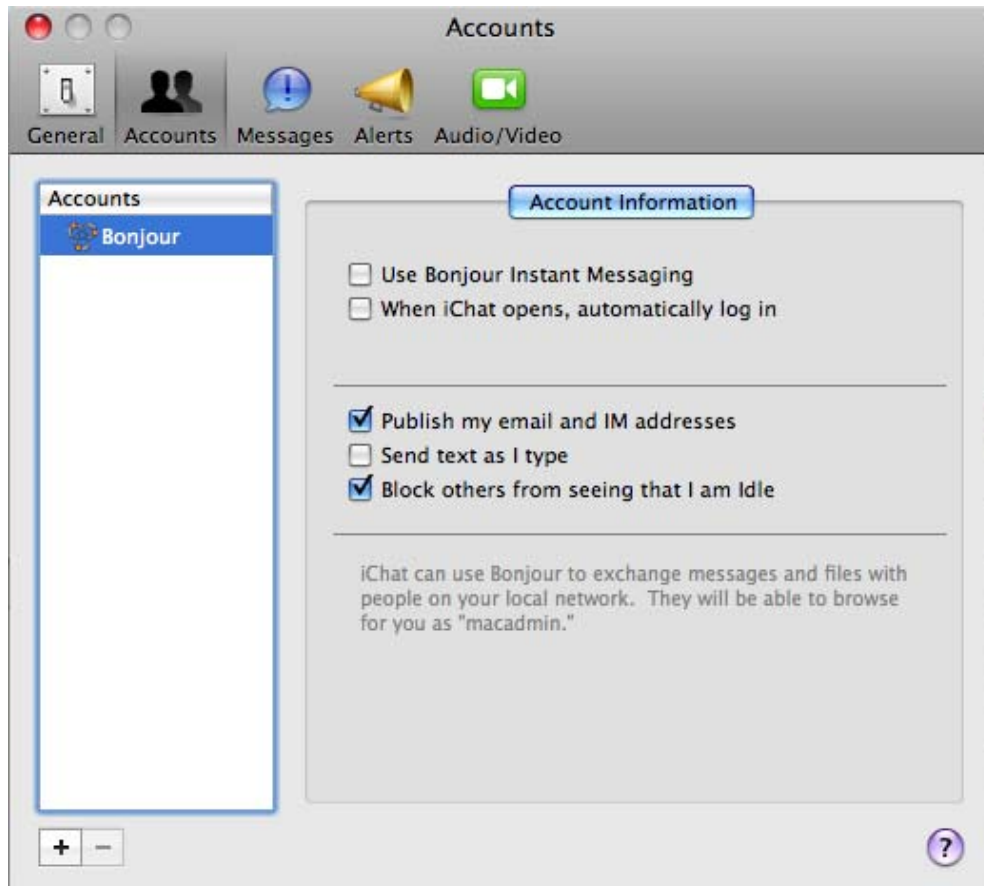 Accounts
General Accounts Messages Alerts Audio/Video
Accounts
Bonjour
Account Information
Use Bonjour Instant Messaging
When iChat opens, automatically log in
Publish my email and IM addresses
Send text as I type
Block others from seeing that I am Idle
iChat can use Bonjour to exchange messages and files with
people on your local network. They will be able to browse
for you as "macadmin."
+ −
?